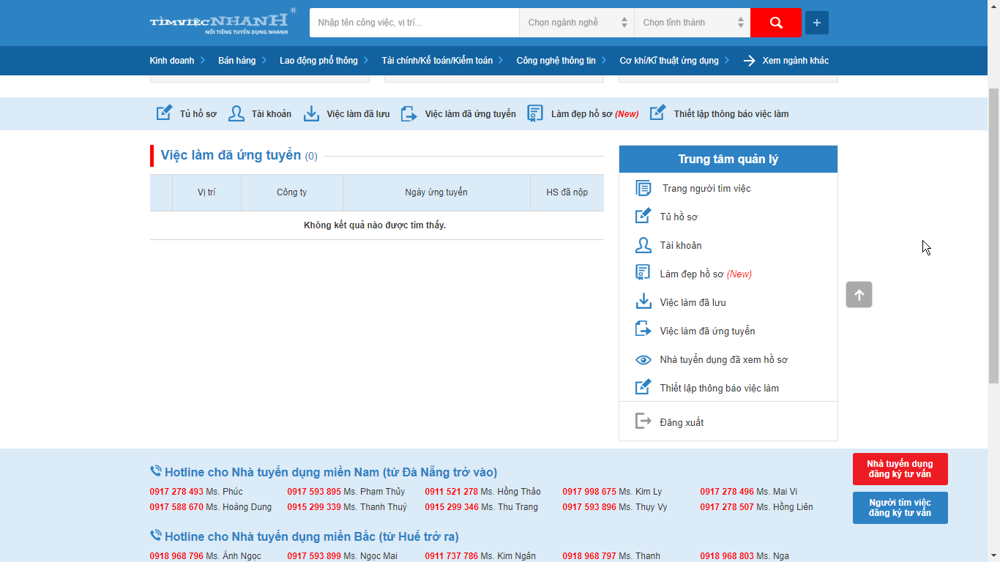 TÌMVIỆCNHANH ®
NỔI TIẾNG TUYỂN DỤNG NHANH
Nhập tên công việc, vị trí... Chọn ngành nghề Chọn tỉnh thành
Kinh doanh Bán hàng Lao động phổ thông Tài chính/Kế toán/Kiểm toán Công nghệ thông tin Cơ khí/Kĩ thuật ứng dụng Xem ngành khác
Tủ hồ sơ Tài khoản Việc làm đã lưu Việc làm đã ứng tuyển Làm đẹp hồ sơ (New) Thiết lập thông báo việc làm
Việc làm đã ứng tuyển (0)
Vị trí Công ty Ngày ứng tuyển HS đã nộp
Không kết quả nào được tìm thấy.
Trung tâm quản lý
Trang người tìm việc
Tủ hồ sơ
Tài khoản
Làm đẹp hồ sơ (New)
Việc làm đã lưu
Việc làm đã ứng tuyển
Nhà tuyển dụng đã xem hồ sơ
Thiết lập thông báo việc làm
Đăng xuất
Hotline cho Nhà tuyển dụng miền Nam (từ Đà Nẵng trở vào)
0917 278 493 Ms. Phúc 0917 593 895 Ms. Phạm Thủy 0911 521 278 Ms. Hồng Thảo 0917 998 675 Ms. Kim Ly 0917 278 496 Ms. Mai Vi
0917 588 670 Ms. Hoàng Dung 0915 299 339 Ms. Thanh Thuý 0915 299 346 Ms. Thu Trang 0917 593 896 Ms. Thụy Vy 0917 278 507 Ms. Hồng Liên
Hotline cho Nhà tuyển dụng miền Bắc (từ Huế trở ra)
0918 968 796 Ms. Ánh Ngọc 0917 593 899 Ms. Ngọc Mai 0911 737 786 Ms. Kim Ngân 0918 968 797 Ms. Thanh 0918 968 803 Ms. Nga
Nhà tuyển dụng
đăng ký tư vấn
Người tìm việc
đăng ký tư vấn